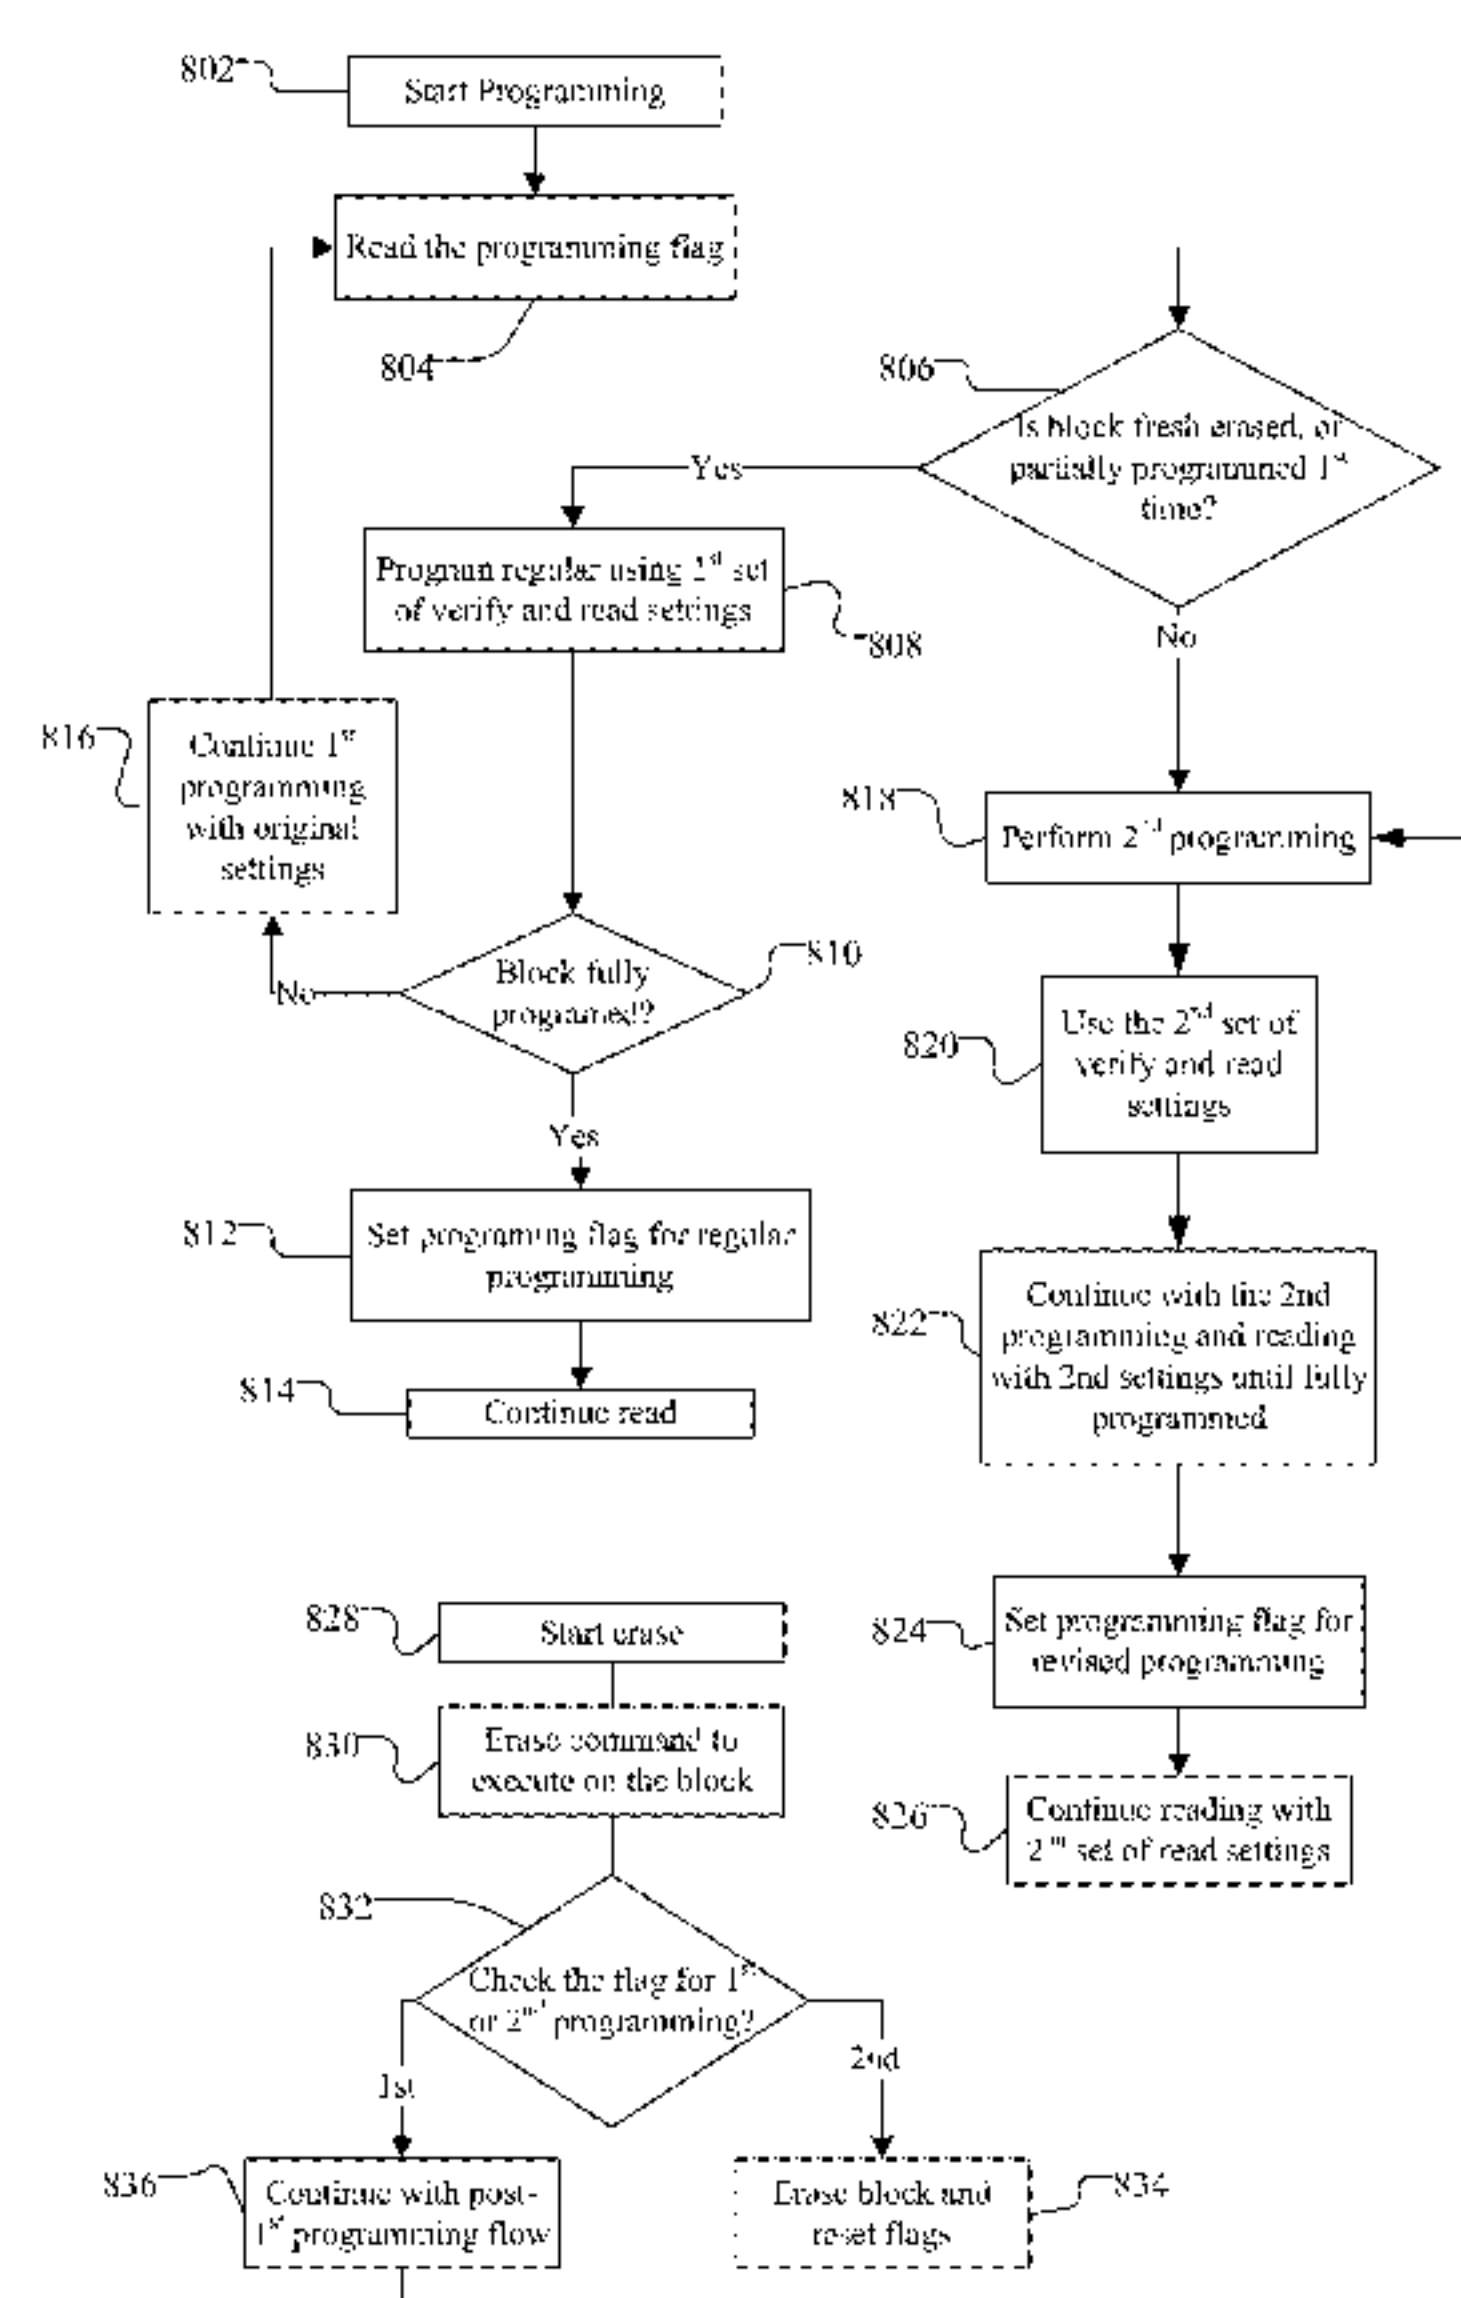 802
Start Programming
Read the programming flag
804
806
Is block fresh erased, or
partially programmed 1st
time?
Yes
Program regular using 1st set
of verify and read settings
808
No
816
Continue 1st
programming
with original
settings
818
Perform 2nd programming
810
Block fully
programed?
No
820
Use the 2nd set of
verify and read
settings
Yes
812
Set programing flag for regular
programming
822
Continue with the 2nd
programming and reading
with 2nd settings until fully
programmed
814
Continue read
828
Start erase
824
Set programming flag for
revised programming
830
Erase command to
execute on the block
826
Continue reading with
2nd set of read settings
832
Check the flag for 1st
or 2nd programming?
1st
2nd
836
Continue with post-
1st programming flow
Erase block and
reset flags
834